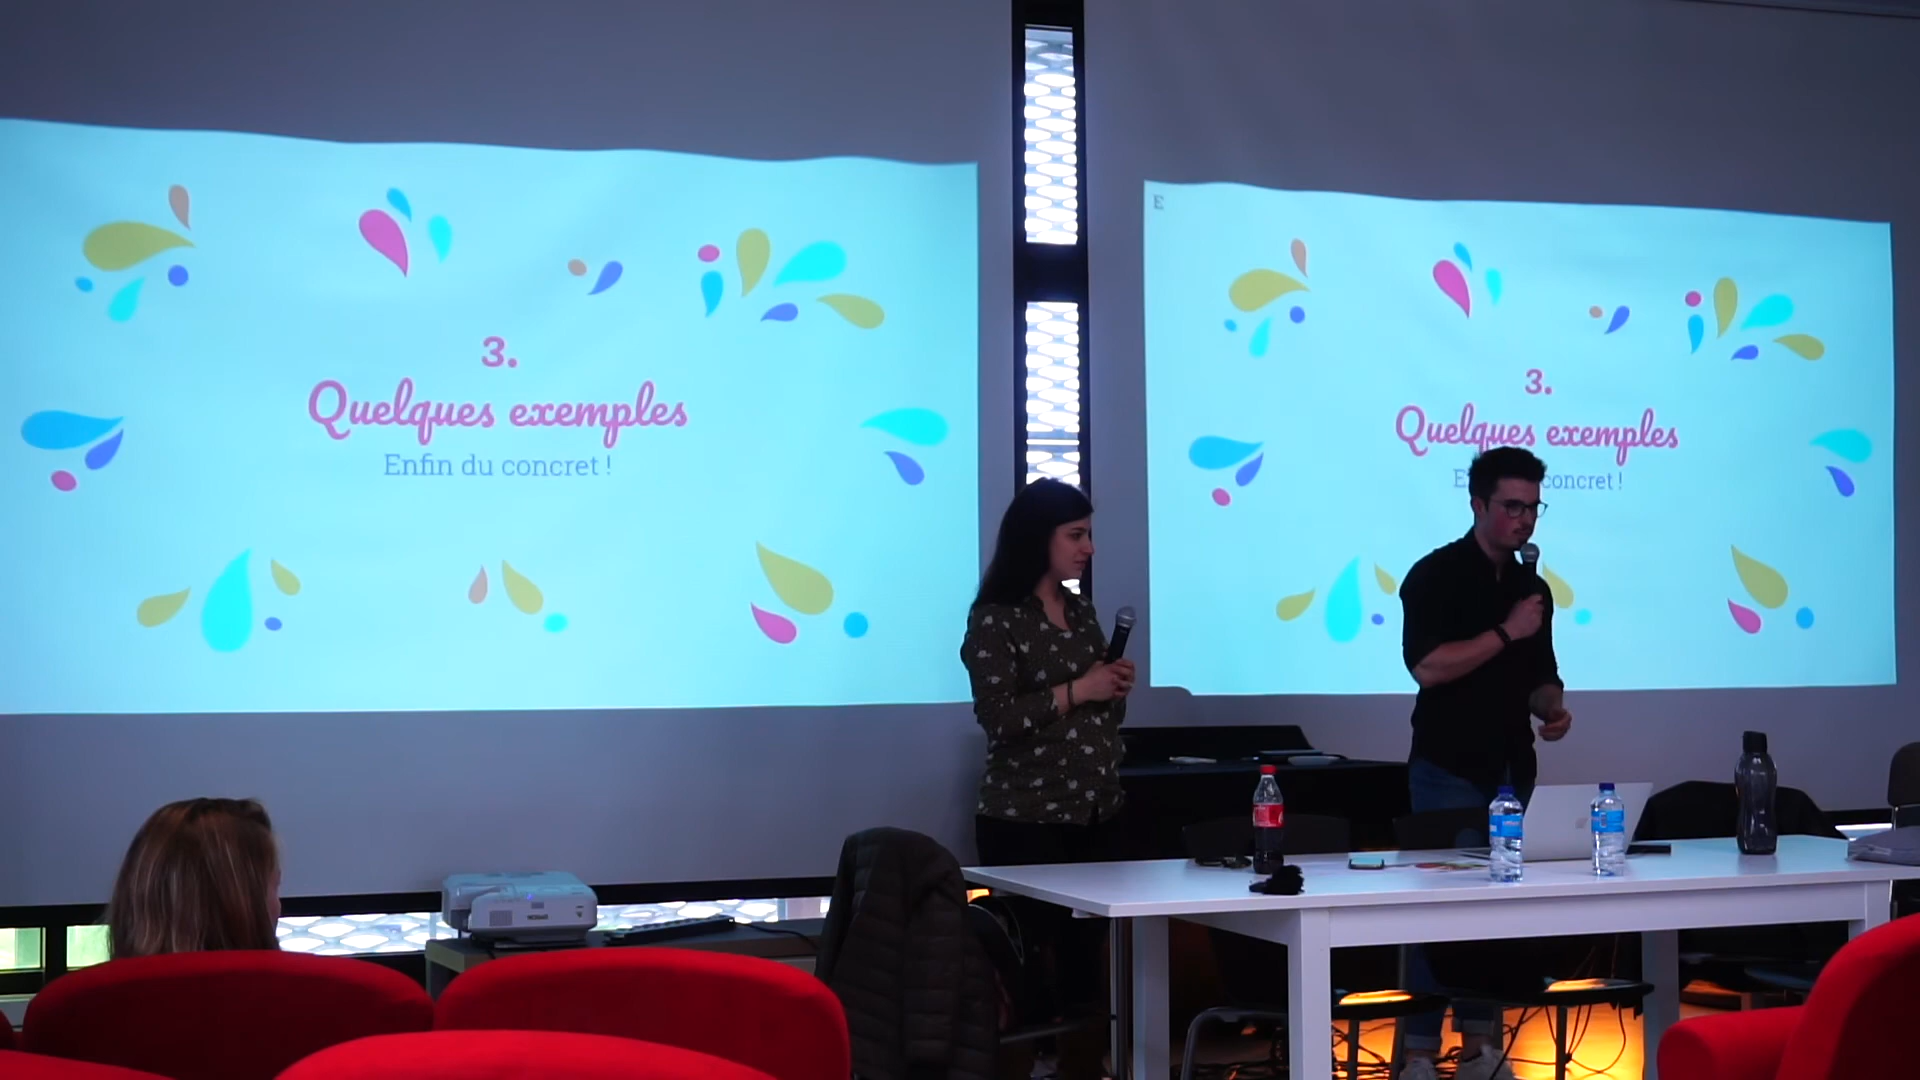 3.
Quelques exemples
Enfin du concret !
E
3.
Quelques exemples
concret !